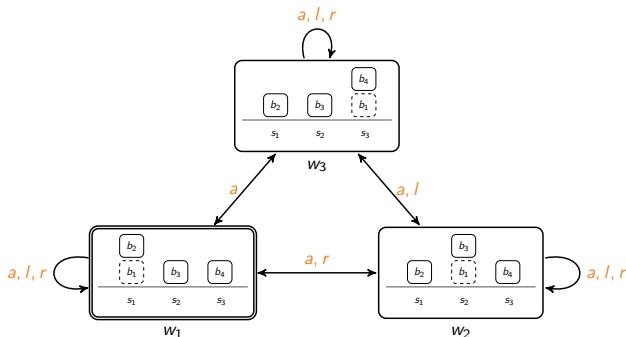 a, l, r
b₄
b₂ b₃ b₁
s₁ s₂ s₃
w₃
a
a, l
b₂
b₁ b₃ b₄
s₁ s₂ s₃
w₁
a, l, r
a, r
b₃
b₂ b₁ b₄
s₁ s₂ s₃
w₂
a, l, r